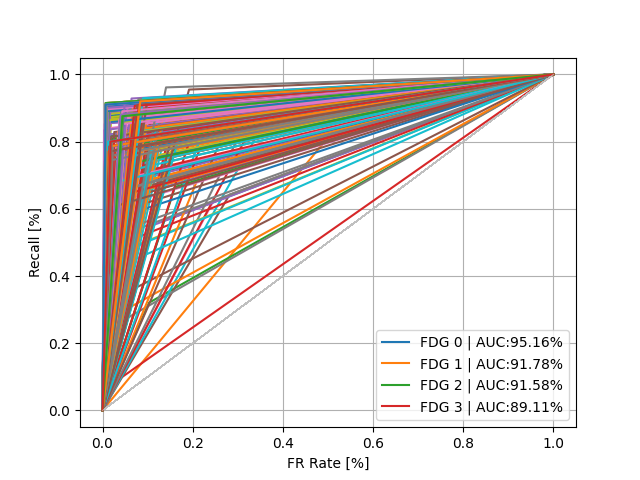 1.0
0.8
0.6
0.4
0.2
0.0
Recall [%]
0.0 0.2 0.4 0.6 0.8 1.0
FR Rate [%]
FDG 0 | AUC:95.16%
FDG 1 | AUC:91.78%
FDG 2 | AUC:91.58%
FDG 3 | AUC:89.11%